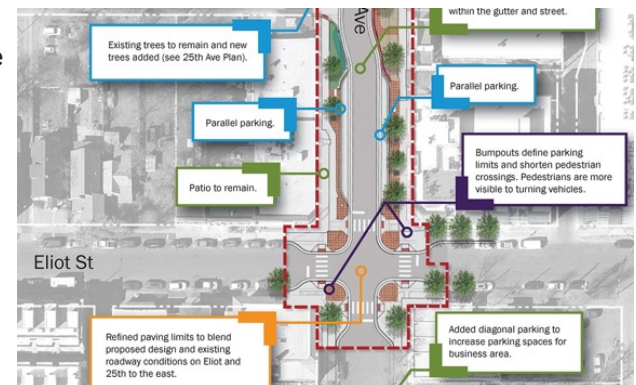 e
Ave
within the gutter and street.
Existing trees to remain and new
trees added (see 25th Ave Plan).
Parallel parking.
Parallel parking.
Bumpouts define parking
limits and shorten pedestrian
crossings. Pedestrians are more
visible to turning vehicles.
Patio to remain.
Eliot St
Refined paving limits to blend
proposed design and existing
roadway conditions on Eliot and
25th to the east.
Added diagonal parking to
increase parking spaces for
business area.